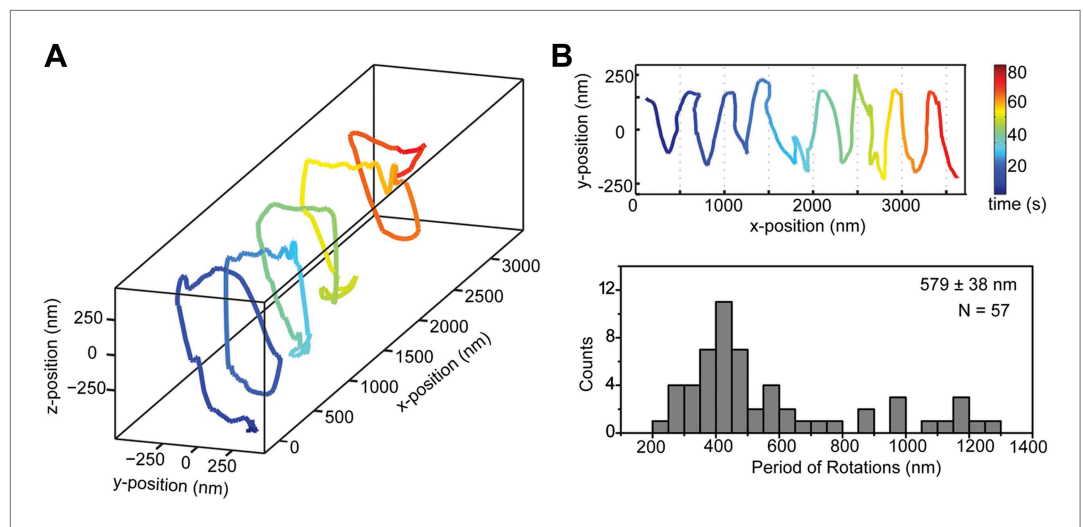 A
z-position (nm)
250
0
−250
−250
0
250
y-position (nm)
0
500
1000
1500
2000
2500
3000
x-position (nm)
B
y-position (nm)
250
0
-250
0
1000
2000
3000
x-position (nm)
80
60
40
20
time (s)
Counts
12
8
4
0
579 ± 38 nm
N = 57
200
400
600
800
1000
1200
1400
Period of Rotations (nm)